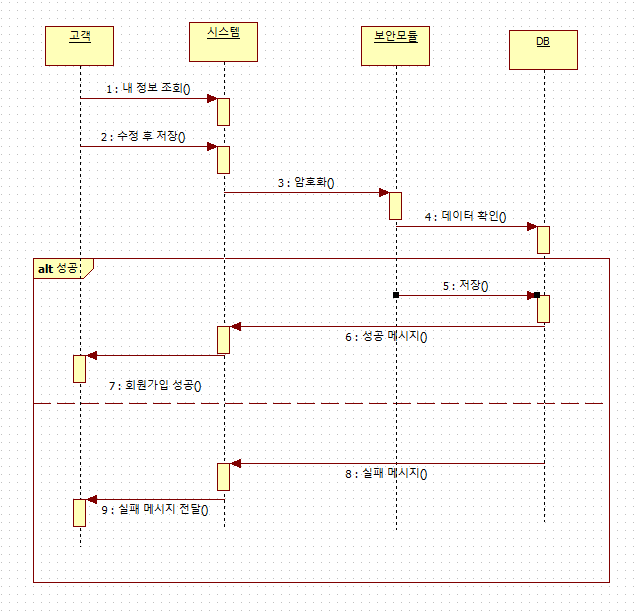 고객
시스템
보안모듈
DB
1 : 내 정보 조회()
2 : 수정 후 저장()
3 : 암호화()
4 : 데이터 확인()
alt 성공
5 : 저장()
6 : 성공 메시지()
7 : 회원가입 성공()
8 : 실패 메시지()
9 : 실패 메시지 전달()